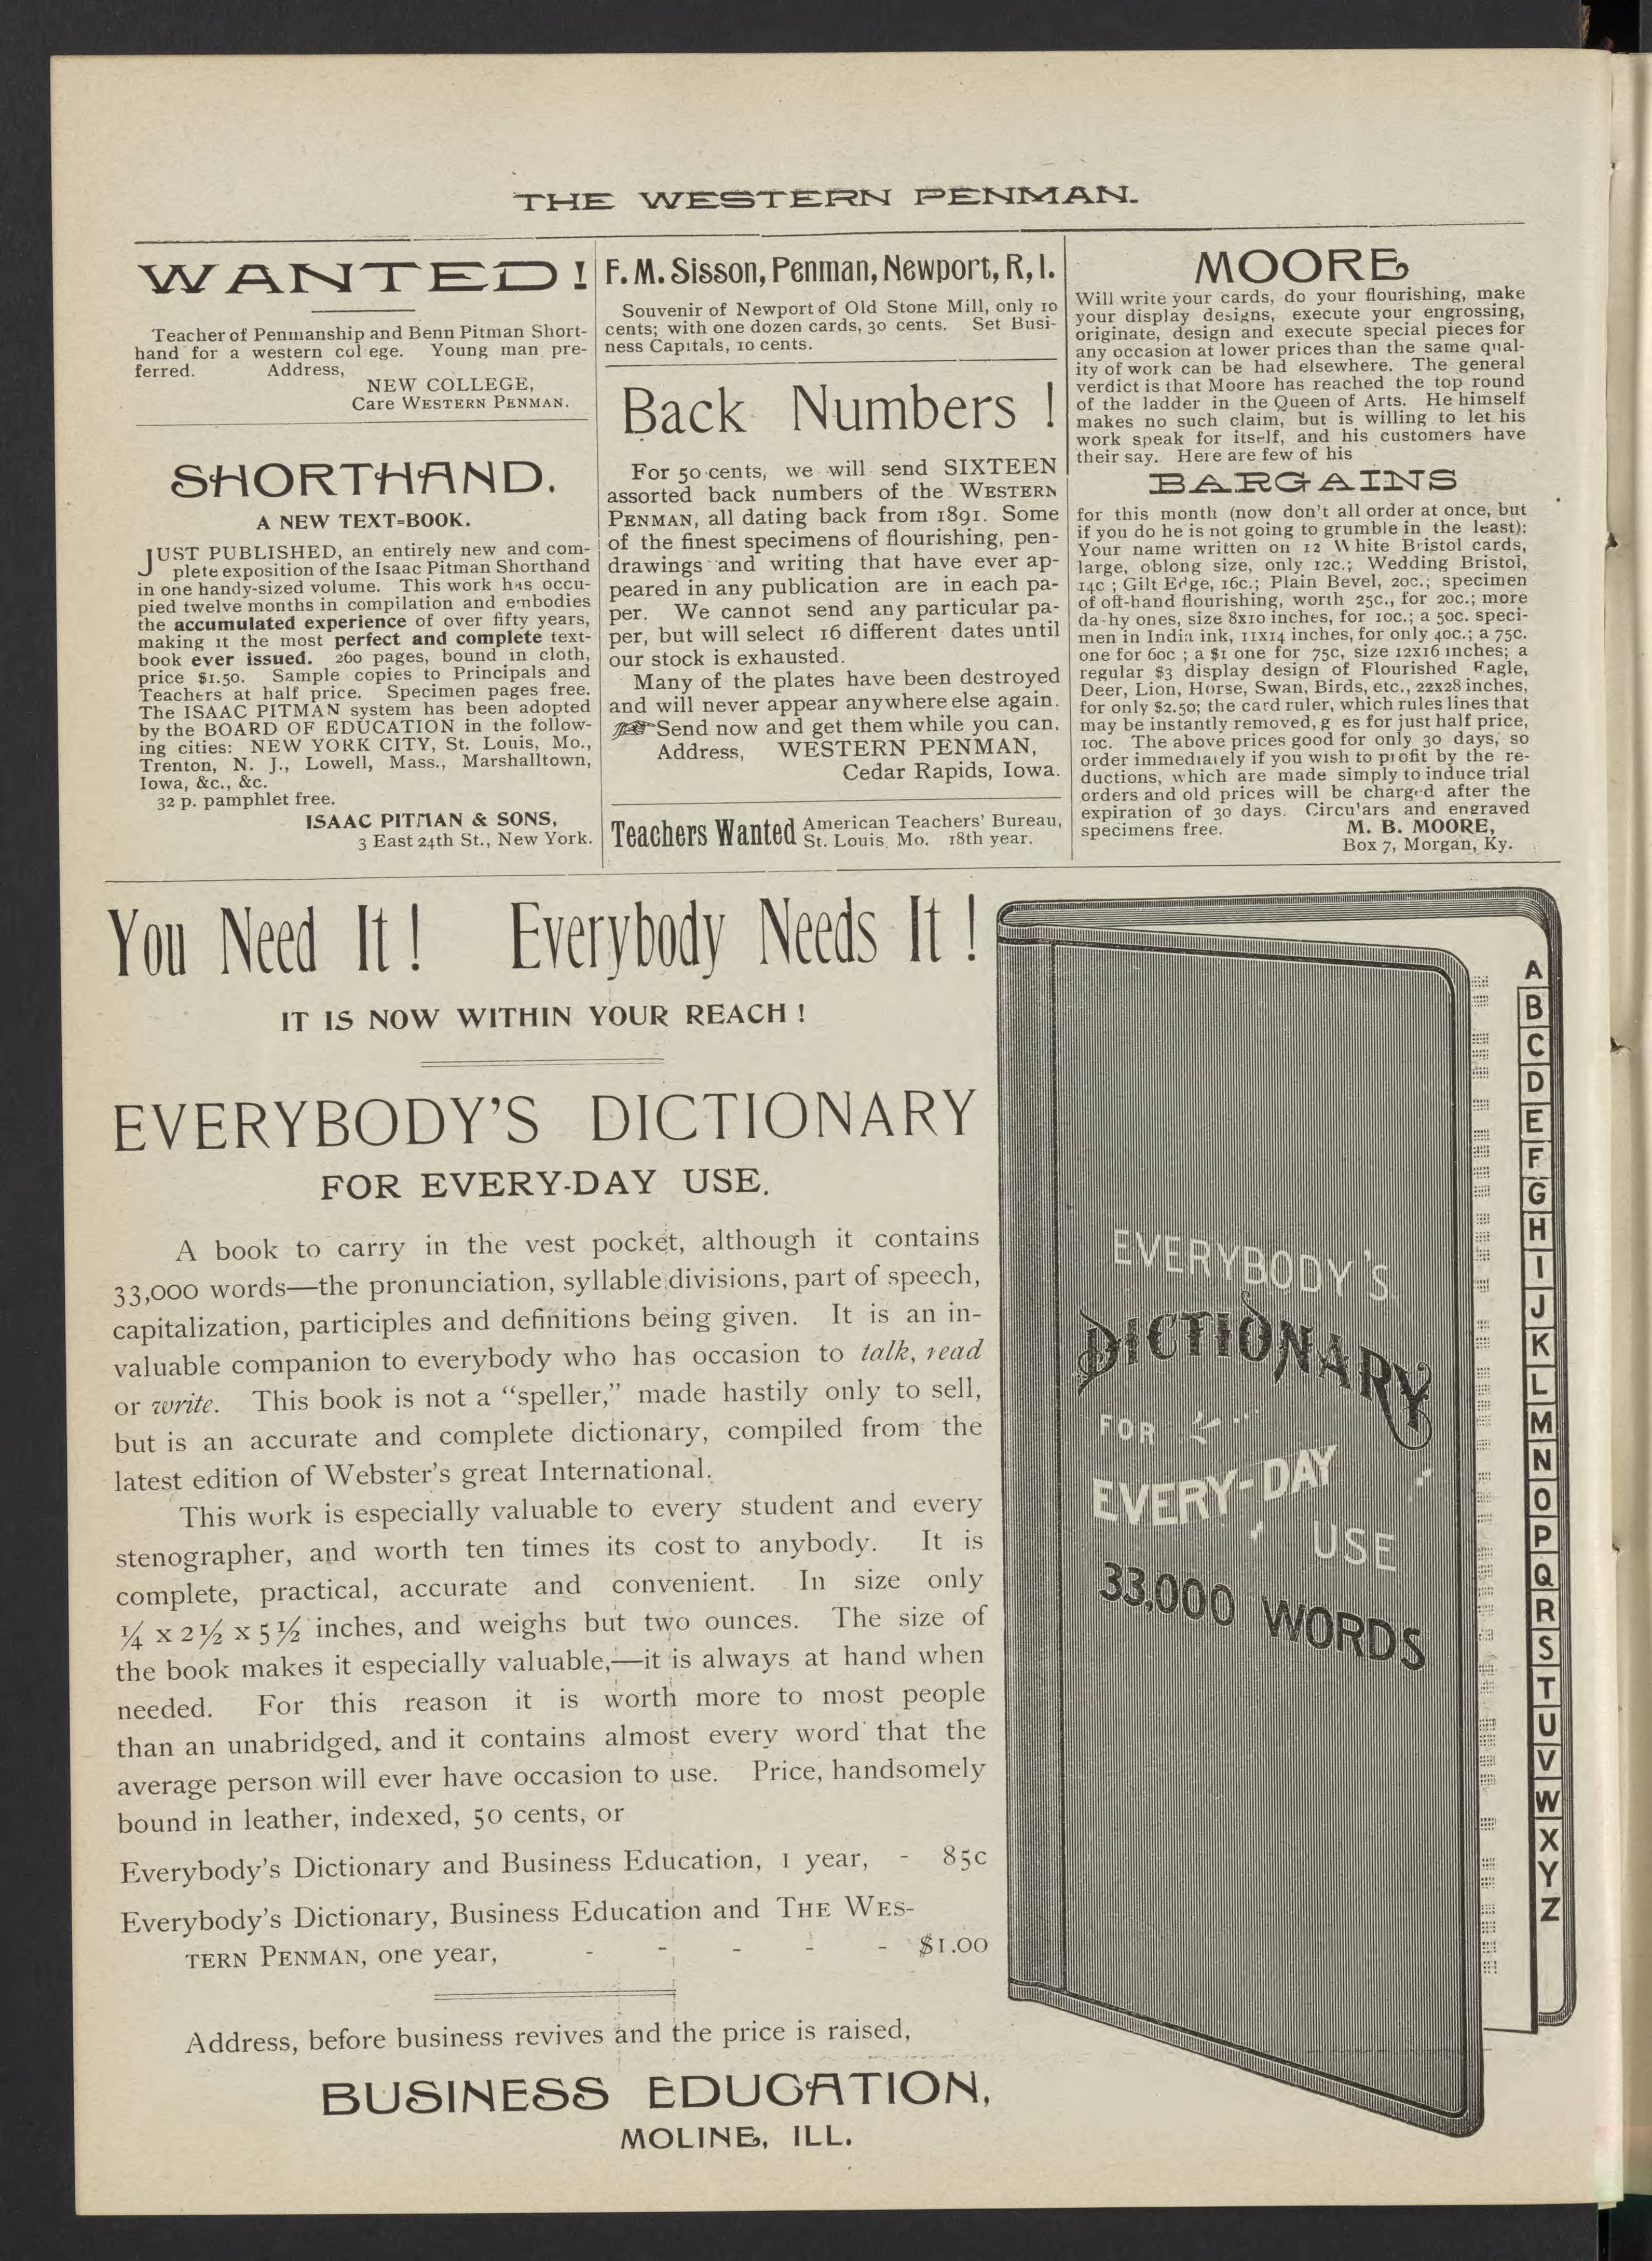 THE WESTERN PENMAN.
WANTED!
Teacher of Penmanship and Benn Pitman Short-
hand for a western col ege. Young man pre-
ferred. Address,
NEW COLLEGE,
Care WESTERN PENMAN.
SHORTHAND.
A NEW TEXT=BOOK.
JUST PUBLISHED, an entirely new and com-
plete exposition of the Isaac Pitman Shorthand
in one handy-sized volume. This work has occu-
pied twelve months in compilation and embodies
the accumulated experience of over fifty years,
making it the most perfect and complete text-
book ever issued. 260 pages, bound in cloth,
price $1.50. Sample copies to Principals and
Teachers at half price. Specimen pages free.
The ISAAC PITMAN system has been adopted
by the BOARD OF EDUCATION in the follow-
ing cities: NEW YORK CITY, St. Louis, Mo.,
Trenton, N. J., Lowell, Mass., Marshalltown,
Iowa, &c., &c.
32 p. pamphlet free.
ISAAC PITMAN & SONS,
3 East 24th St., New York.
F. M. Sisson, Penman, Newport, R, I.
Souvenir of Newport of Old Stone Mill, only 10
cents; with one dozen cards, 30 cents. Set Busi-
ness Capitals, 10 cents.
Back Numbers !
For 50 cents, we will send SIXTEEN
assorted back numbers of the WESTERN
PENMAN, all dating back from 1891. Some
of the finest specimens of flourishing, pen-
drawings and writing that have ever ap-
peared in any publication are in each pa-
per. We cannot send any particular pa-
per, but will select 16 different dates until
our stock is exhausted.
Many of the plates have been destroyed
and will never appear anywhere else again.
Send now and get them while you can.
Address, WESTERN PENMAN,
Cedar Rapids, Iowa.
Teachers Wanted American Teachers' Bureau,
St. Louis, Mo. 18th year.
MOORE
Will write your cards, do your flourishing, make
your display designs, execute your engrossing,
originate, design and execute special pieces for
any occasion at lower prices than the same qual-
ity of work can be had elsewhere. The general
verdict is that Moore has reached the top round
of the ladder in the Queen of Arts. He himself
makes no such claim, but is willing to let his
work speak for itself, and his customers have
their say. Here are few of his
BARGAINS
for this month (now don't all order at once, but
if you do he is not going to grumble in the least):
Your name written on 12 White Bristol cards,
large, oblong size, only 12c.; Wedding Bristol,
14c ; Gilt Edge, 16c.; Plain Bevel, 20c.; specimen
of off-hand flourishing, worth 25c., for 20c.; more
da-hy ones, size 8x10 inches, for 10c.; a 50c. speci-
men in India ink, 11x14 inches, for only 40c.; a 75c.
one for 60c ; a $1 one for 75c, size 12x16 inches; a
regular $3 display design of Flourished Eagle,
Deer, Lion, Horse, Swan, Birds, etc., 22x28 inches,
for only $2.50; the card ruler, which rules lines that
may be instantly removed, g es for just half price,
10c. The above prices good for only 30 days, so
order immediately if you wish to profit by the re-
ductions, which are made simply to induce trial
orders and old prices will be charged after the
expiration of 30 days. Circu'ars and engraved
specimens free. M. B. MOORE,
Box 7, Morgan, Ky.
You Need It ! Everybody Needs It !
IT IS NOW WITHIN YOUR REACH !
EVERYBODY'S DICTIONARY
FOR EVERY-DAY USE.
A book to carry in the vest pocket, although it contains
33,000 words—the pronunciation, syllable divisions, part of speech,
capitalization, participles and definitions being given. It is an in-
valuable companion to everybody who has occasion to talk, read
or write. This book is not a "speller," made hastily only to sell,
but is an accurate and complete dictionary, compiled from the
latest edition of Webster's great International.
This work is especially valuable to every student and every
stenographer, and worth ten times its cost to anybody. It is
complete, practical, accurate and convenient. In size only
¼ x 2½ x 5½ inches, and weighs but two ounces. The size of
the book makes it especially valuable,—it is always at hand when
needed. For this reason it is worth more to most people
than an unabridged, and it contains almost every word that the
average person will ever have occasion to use. Price, handsomely
bound in leather, indexed, 50 cents, or
Everybody's Dictionary and Business Education, 1 year, - 85c
Everybody's Dictionary, Business Education and THE WES-
TERN PENMAN, one year, - - - - - $1.00
Address, before business revives and the price is raised,
BUSINESS EDUCATION,
MOLINE, ILL.
EVERYBODY'S
DICTIONARY
FOR
EVERY-DAY
USE
33,000 WORDS
A
B
C
D
E
F
G
H
I
J
K
L
M
N
O
P
Q
R
S
T
U
V
W
X
Y
Z